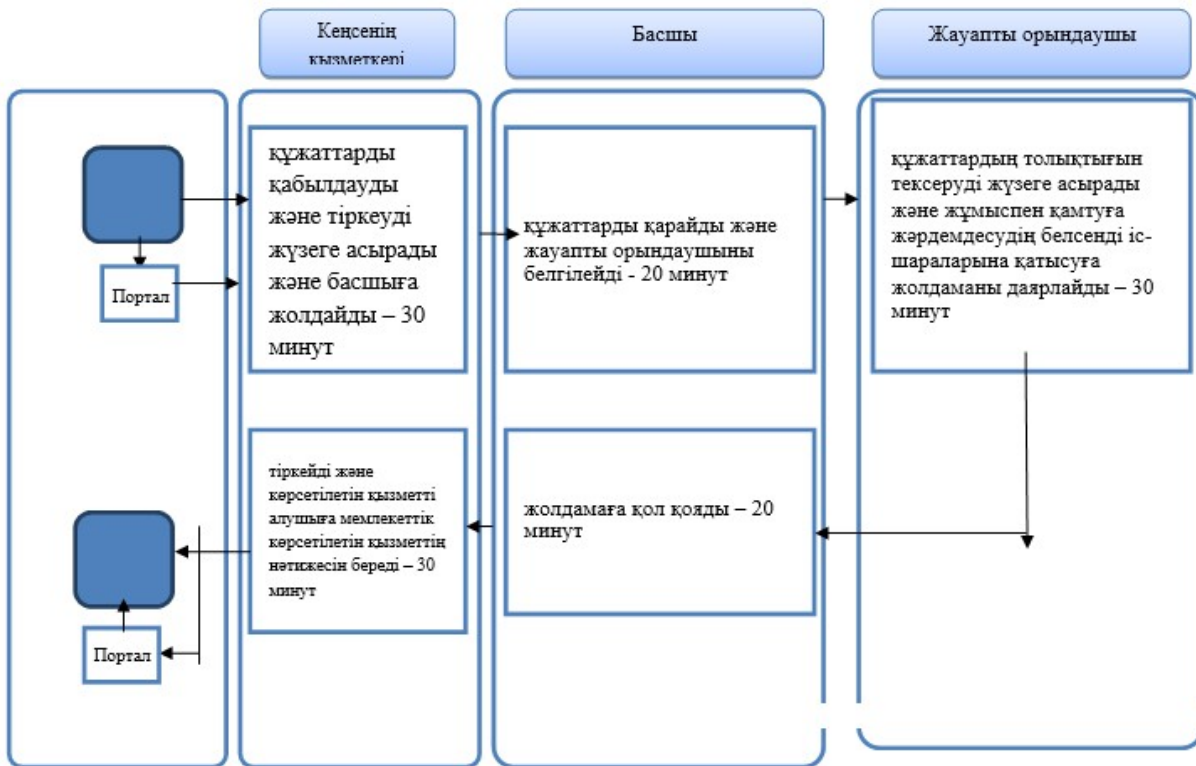 Кеңсенің
қызметкері
Басшы
Жауапты орындаушы
құжаттарды
қабылдауды
және тіркеуді
жүзеге асырады
және басшыға
жолдайды – 30
минут
құжаттарды қарайды және
жауапты орындаушыны
белгілейді - 20 минут
құжаттардың толықтығын
тексеруді жүзеге асырады
және жұмыспен қамтуға
жәрдемдесудің белсенді іс-
шараларына қатысуға
жолдаманы даярлайды – 30
минут
Портал
тіркейді және
көрсетілетін қызметті
алушыға мемлекеттік
көрсетілетін қызметтің
нәтижесін береді – 30
минут
жолдамаға қол қояды – 20
минут
Портал